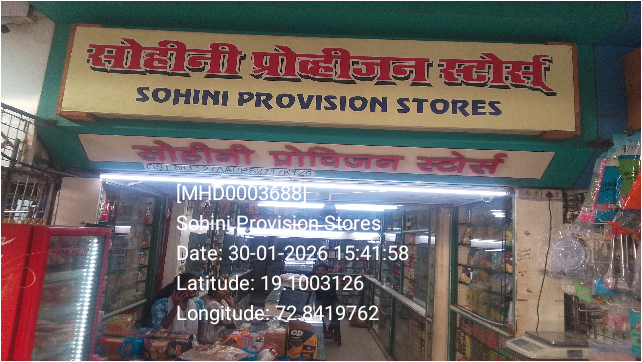 सोहीनी प्रोव्हीजन स्टोर्स्
SOHINI PROVISION STORES
सोहीनी प्रोविजन स्टोर्स
[MHD0003688]
Sohini Provision Stores
Date: 30-01-2026 15:41:58
Latitude: 19.1003126
Longitude: 72.8419762